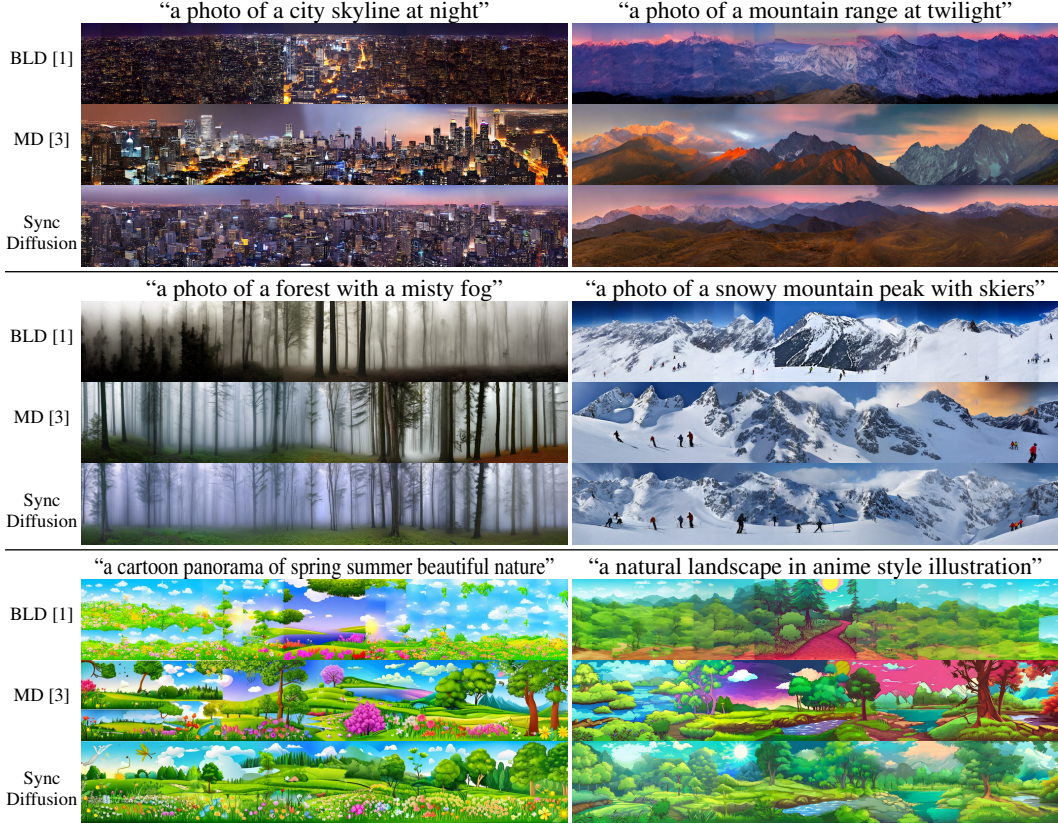 “a photo of a city skyline at night”
“a photo of a mountain range at twilight”
BLD [1]
MD [3]
Sync
Diffusion
“a photo of a forest with a misty fog”
“a photo of a snowy mountain peak with skiers”
BLD [1]
MD [3]
Sync
Diffusion
“a cartoon panorama of spring summer beautiful nature”
“a natural landscape in anime style illustration”
BLD [1]
MD [3]
Sync
Diffusion